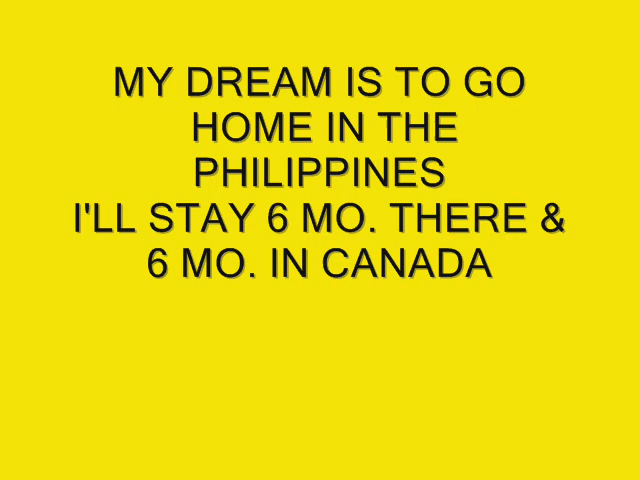 MY DREAM IS TO GO
HOME IN THE
PHILIPPINES
I'LL STAY 6 MO. THERE &
6 MO. IN CANADA